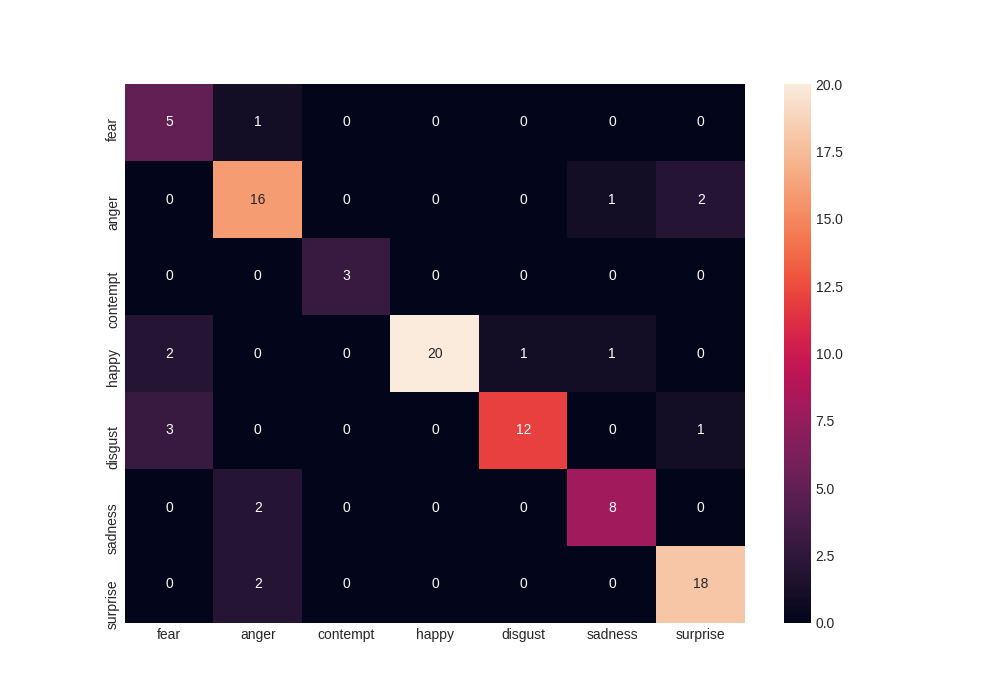 fear 5 1 0 0 0 0 0
anger 0 16 0 0 0 1 2
contempt 0 0 3 0 0 0 0
happy 2 0 0 20 1 1 0
disgust 3 0 0 0 12 0 1
sadness 0 2 0 0 0 8 0
surprise 0 2 0 0 0 0 18
fear anger contempt happy disgust sadness surprise
20.0
17.5
15.0
12.5
10.0
7.5
5.0
2.5
0.0